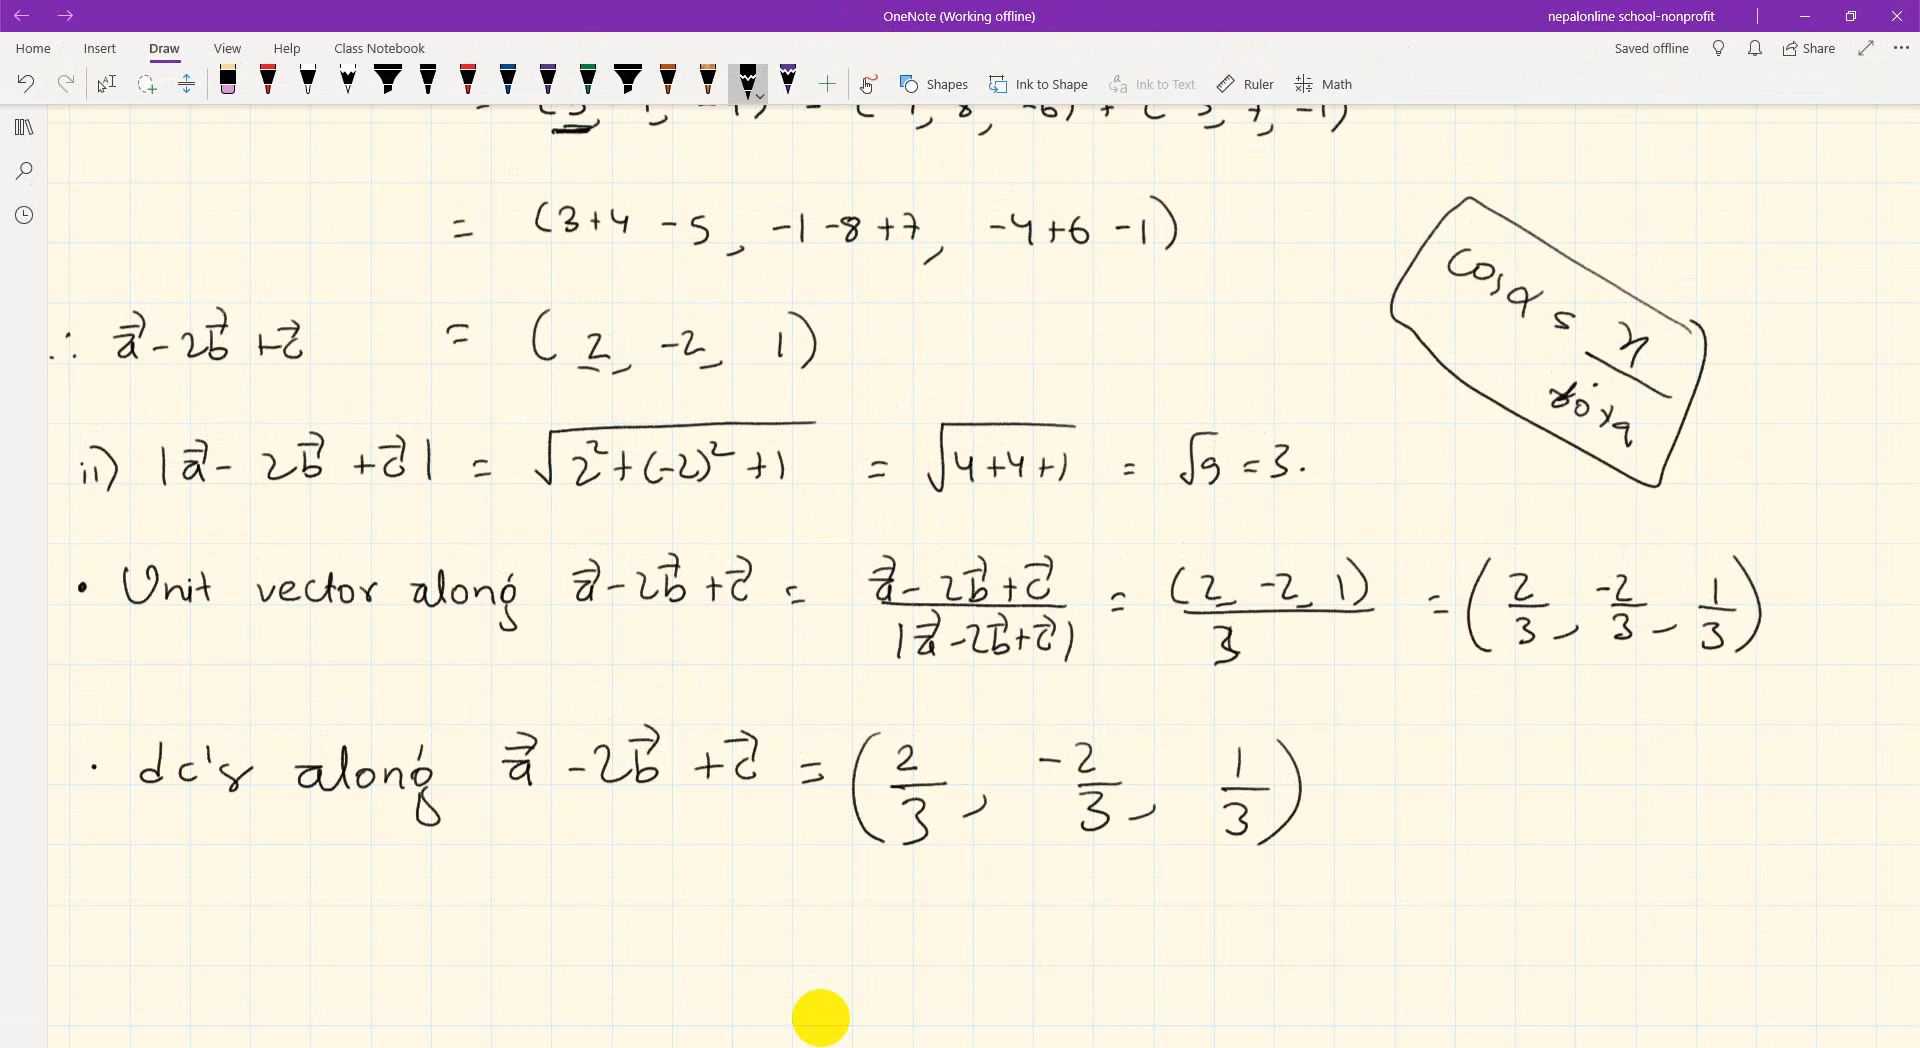 OneNote (Working offline)
nepalonline school-nonprofit
Home Insert Draw View Help Class Notebook
Saved offline Share
Shapes Ink to Shape Ink to Text Ruler Math
= (3+4 -5, -1 -8 +7, -4 +6 -1)
∴ a⃗ - 2b⃗ + c⃗ = (2, -2, 1)
ii) |a⃗ - 2b⃗ + c⃗| = √(2² + (-2)² + 1) = √(4+4+1) = √9 = 3.
• Unit vector along a⃗ - 2b⃗ + c⃗ = (a⃗ - 2b⃗ + c⃗)/|a⃗ - 2b⃗ + c⃗| = (2, -2, 1)/3 = (2/3, -2/3, 1/3)
• dc's along a⃗ - 2b⃗ + c⃗ = (2/3, -2/3, 1/3)
Cosα =